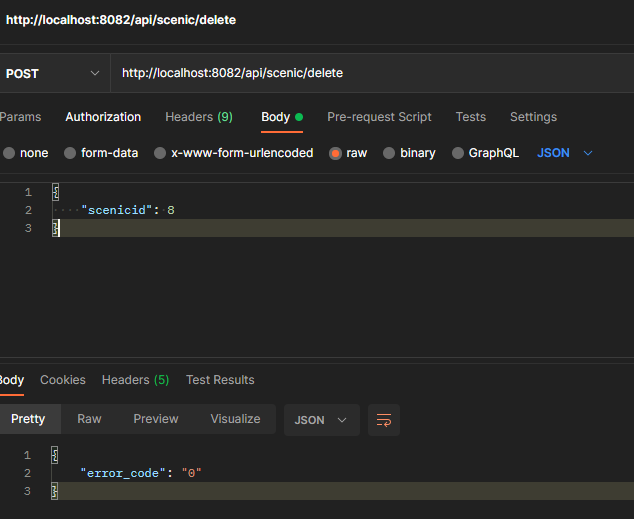 http://localhost:8082/api/scenic/delete
POST http://localhost:8082/api/scenic/delete
Params Authorization Headers (9) Body Pre-request Script Tests Settings
none form-data x-www-form-urlencoded raw binary GraphQL JSON
1 {
2 ····"scenicid":·8
3 }
Body Cookies Headers (5) Test Results
Pretty Raw Preview Visualize JSON
1 {
2 "error_code": "0"
3 }